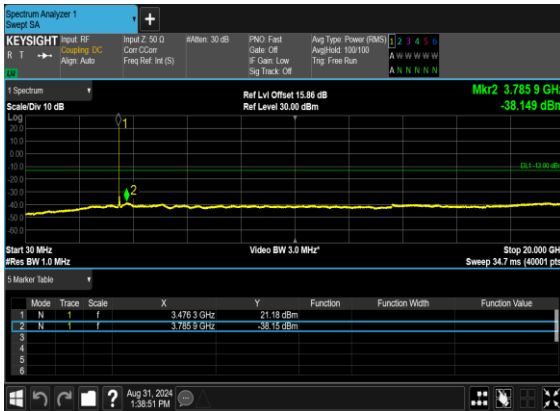 Spectrum Analyzer 1
Swept SA
+
KEYSIGHT
R T
LXI
Input: RF
Coupling: DC
Align: Auto
Input Z: 50 Ω
Corr CCorr
Freq Ref: Int (S)
#Atten: 30 dB
PNO: Fast
Gate: Off
IF Gain: Low
Sig Track: Off
Avg Type: Power (RMS)
Avg|Hold: 100/100
Trig: Free Run
1 2 3 4 5 6
A W W W W W
A N N N N N
1 Spectrum
Scale/Div 10 dB
Ref Lvl Offset 15.86 dB
Ref Level 30.00 dBm
Mkr2 3.785 9 GHz
-38.149 dBm
Log
20.0
10.0
0.00
-10.0
-20.0
-30.0
-40.0
-50.0
-60.0
1
2
DL1 -13.00 dBm
Start 30 MHz
#Res BW 1.0 MHz
Video BW 3.0 MHz*
Stop 20.000 GHz
Sweep 34.7 ms (40001 pts)
5 Marker Table
Mode Trace Scale X Y Function Function Width Function Value
1 N 1 f 3.476 3 GHz 21.18 dBm
2 N 1 f 3.785 9 GHz -38.15 dBm
3
4
5
6
?
Aug 31, 2024
1:38:51 PM